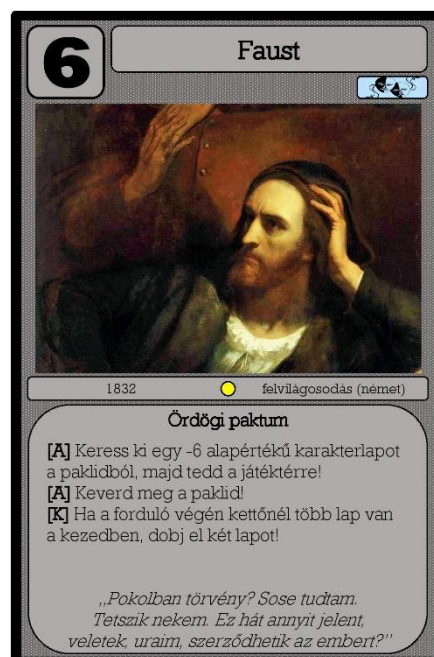 6
Faust
1832
felvilágosodás (német)
Ördögi paktum
[A] Keress ki egy -6 alapértékű karakterlapot
a paklidból, majd tedd a játéktérre!
[A] Keverd meg a paklid!
[K] Ha a forduló végén kettőnél több lap van
a kezedben, dobj el két lapot!
„Pokolban törvény? Sose tudtam.
Tetszik nekem. Ez hát annyit jelent,
veletek, uraim, szerződhetik az ember?”